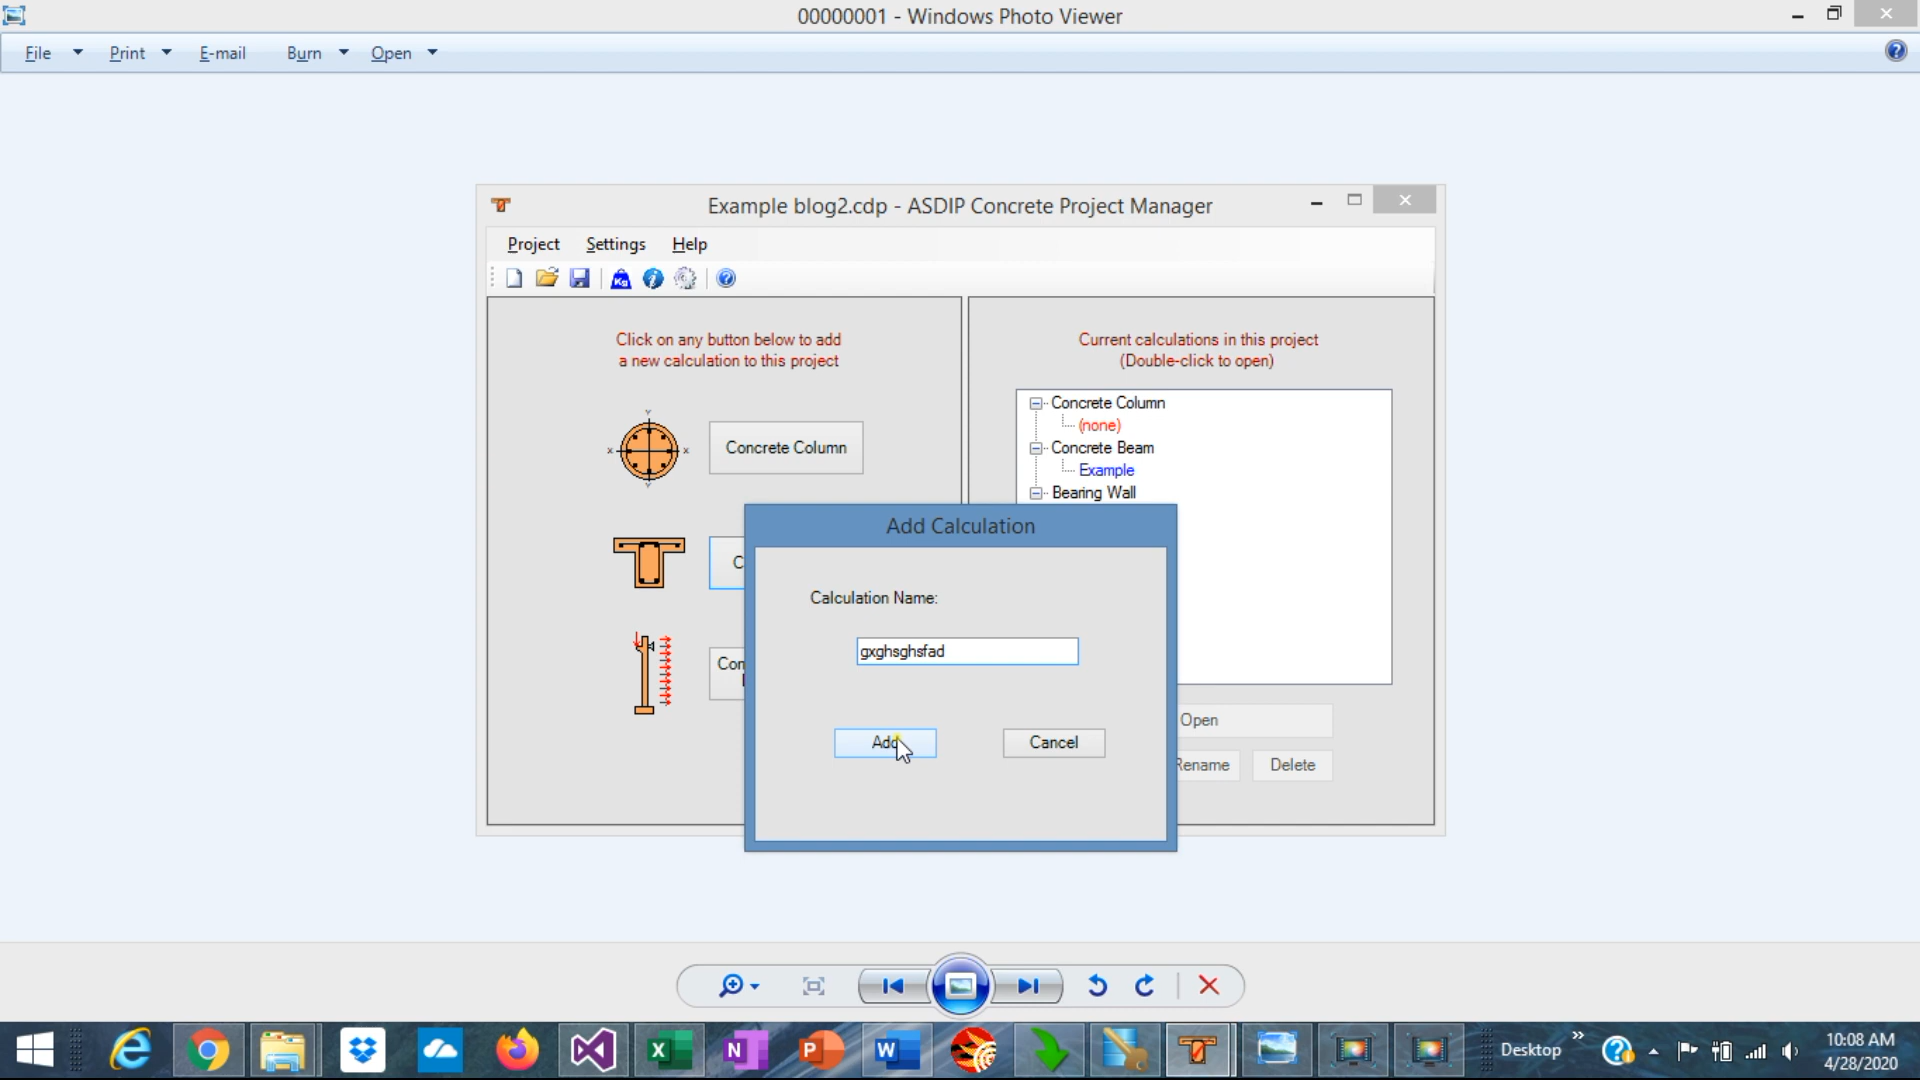 00000001 - Windows Photo Viewer
File Print E-mail Burn Open
Example blog2.cdp - ASDIP Concrete Project Manager
Project Settings Help
Kg
Click on any button below to add
a new calculation to this project
Y
X X
Y
Concrete Column
C
Con
Current calculations in this project
(Double-click to open)
Concrete Column
(none)
Concrete Beam
Example
Bearing Wall
Open
Rename Delete
Add Calculation
Calculation Name:
gxghsghsfad
Add Cancel
Desktop
10:08 AM
4/28/2020